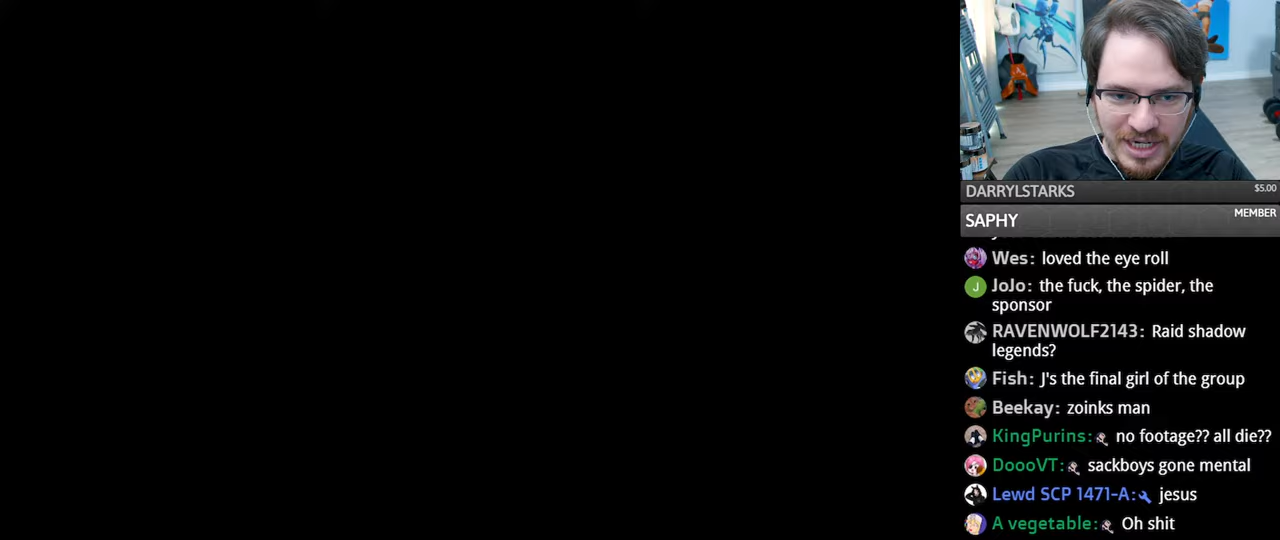 DARRYLSTARKS $5.00
SAPHY MEMBER
Wes: loved the eye roll
JoJo: the fuck, the spider, the
sponsor
RAVENWOLF2143: Raid shadow
legends?
Fish: J's the final girl of the group
Beekay: zoinks man
KingPurins: no footage?? all die??
DoooVT: sackboys gone mental
Lewd SCP 1471-A: jesus
A vegetable: Oh shit